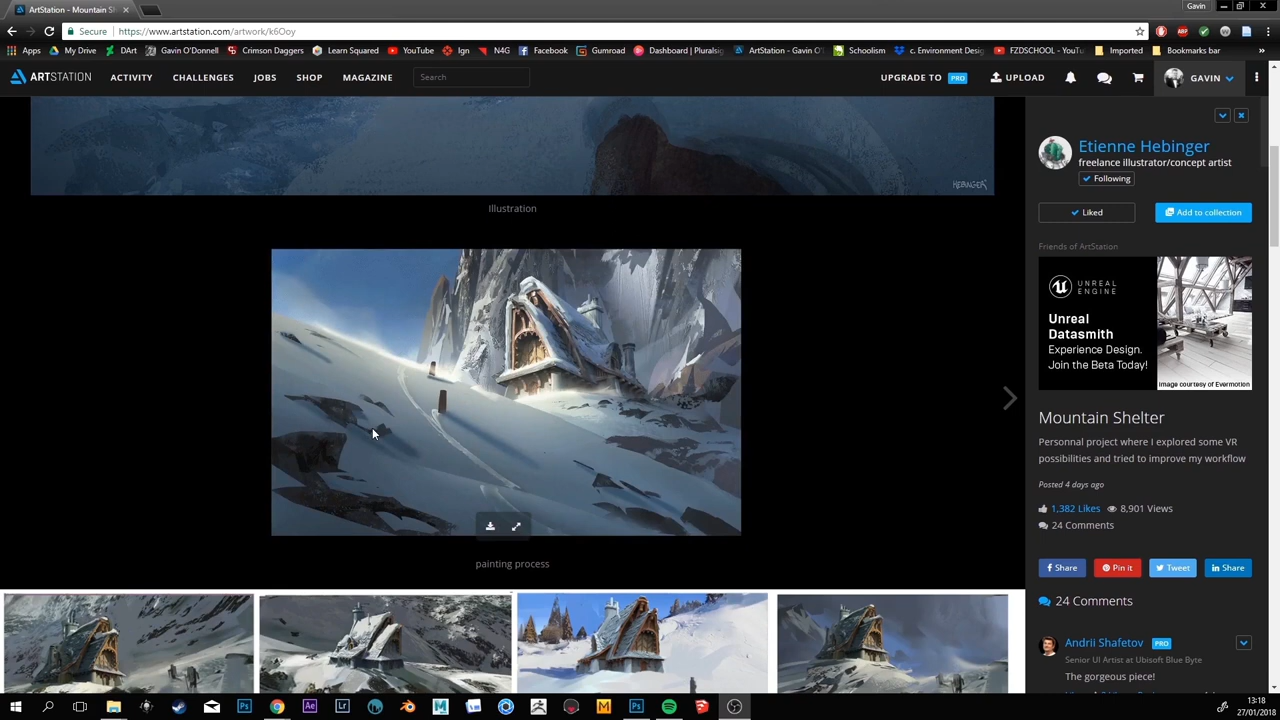 ArtStation - Mountain S
Gavin
Secure
https://www.artstation.com/artwork/k6Ooy
Apps
My Drive
DArt
Gavin O'Donnell
Crimson Daggers
Learn Squared
YouTube
Ign
N4G
Facebook
Gumroad
Dashboard | Pluralsig
ArtStation - Gavin O'
Schoolism
c. Environment Desig
FZDSCHOOL - YouTu
Imported
Bookmarks bar
ARTSTATION
ACTIVITY
CHALLENGES
JOBS
SHOP
MAGAZINE
Search
UPGRADE TO PRO
UPLOAD
GAVIN
HEBINGER
Illustration
painting process
Etienne Hebinger
freelance illustrator/concept artist
Following
Liked
Add to collection
Friends of ArtStation
UNREAL
ENGINE
Unreal
Datasmith
Experience Design.
Join the Beta Today!
Image courtesy of Evermotion
Mountain Shelter
Personnal project where I explored some VR
possibilities and tried to improve my workflow
Posted 4 days ago
1,382 Likes
8,901 Views
24 Comments
Share
Pin it
Tweet
Share
24 Comments
Andrii Shafetov PRO
Senior UI Artist at Ubisoft Blue Byte
The gorgeous piece!
13:18
27/01/2018